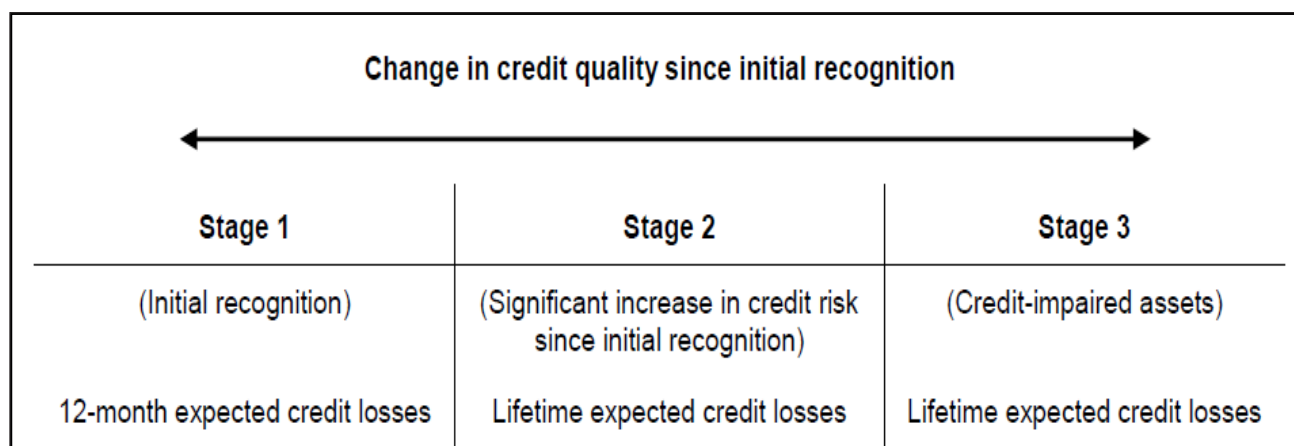 Change in credit quality since initial recognition
Stage 1
Stage 2
Stage 3
(Initial recognition)
(Significant increase in credit risk
since initial recognition)
(Credit-impaired assets)
12-month expected credit losses
Lifetime expected credit losses
Lifetime expected credit losses